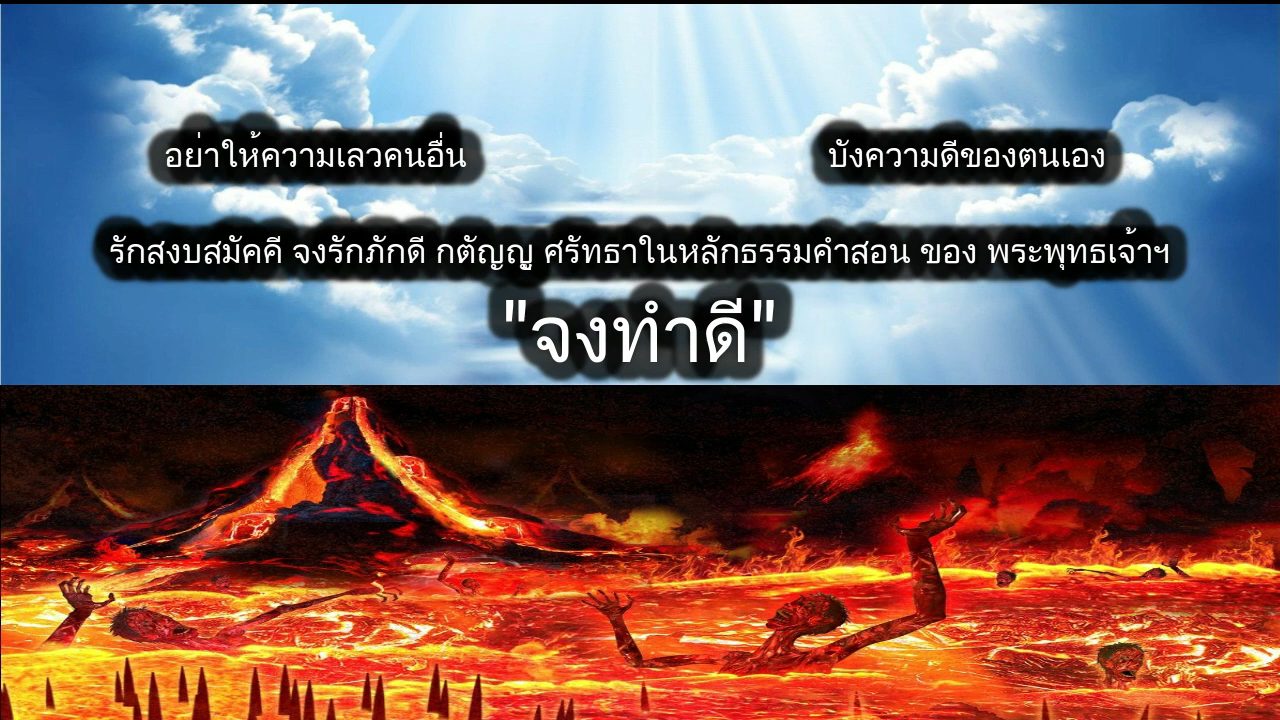 อย่าให้ความเลวคนอื่น บังความดีของตนเอง
รักสงบสมัคคี จงรักภักดี กตัญญู ศรัทธาในหลักธรรมคำสอน ของ พระพุทธเจ้าฯ
"จงทำดี"